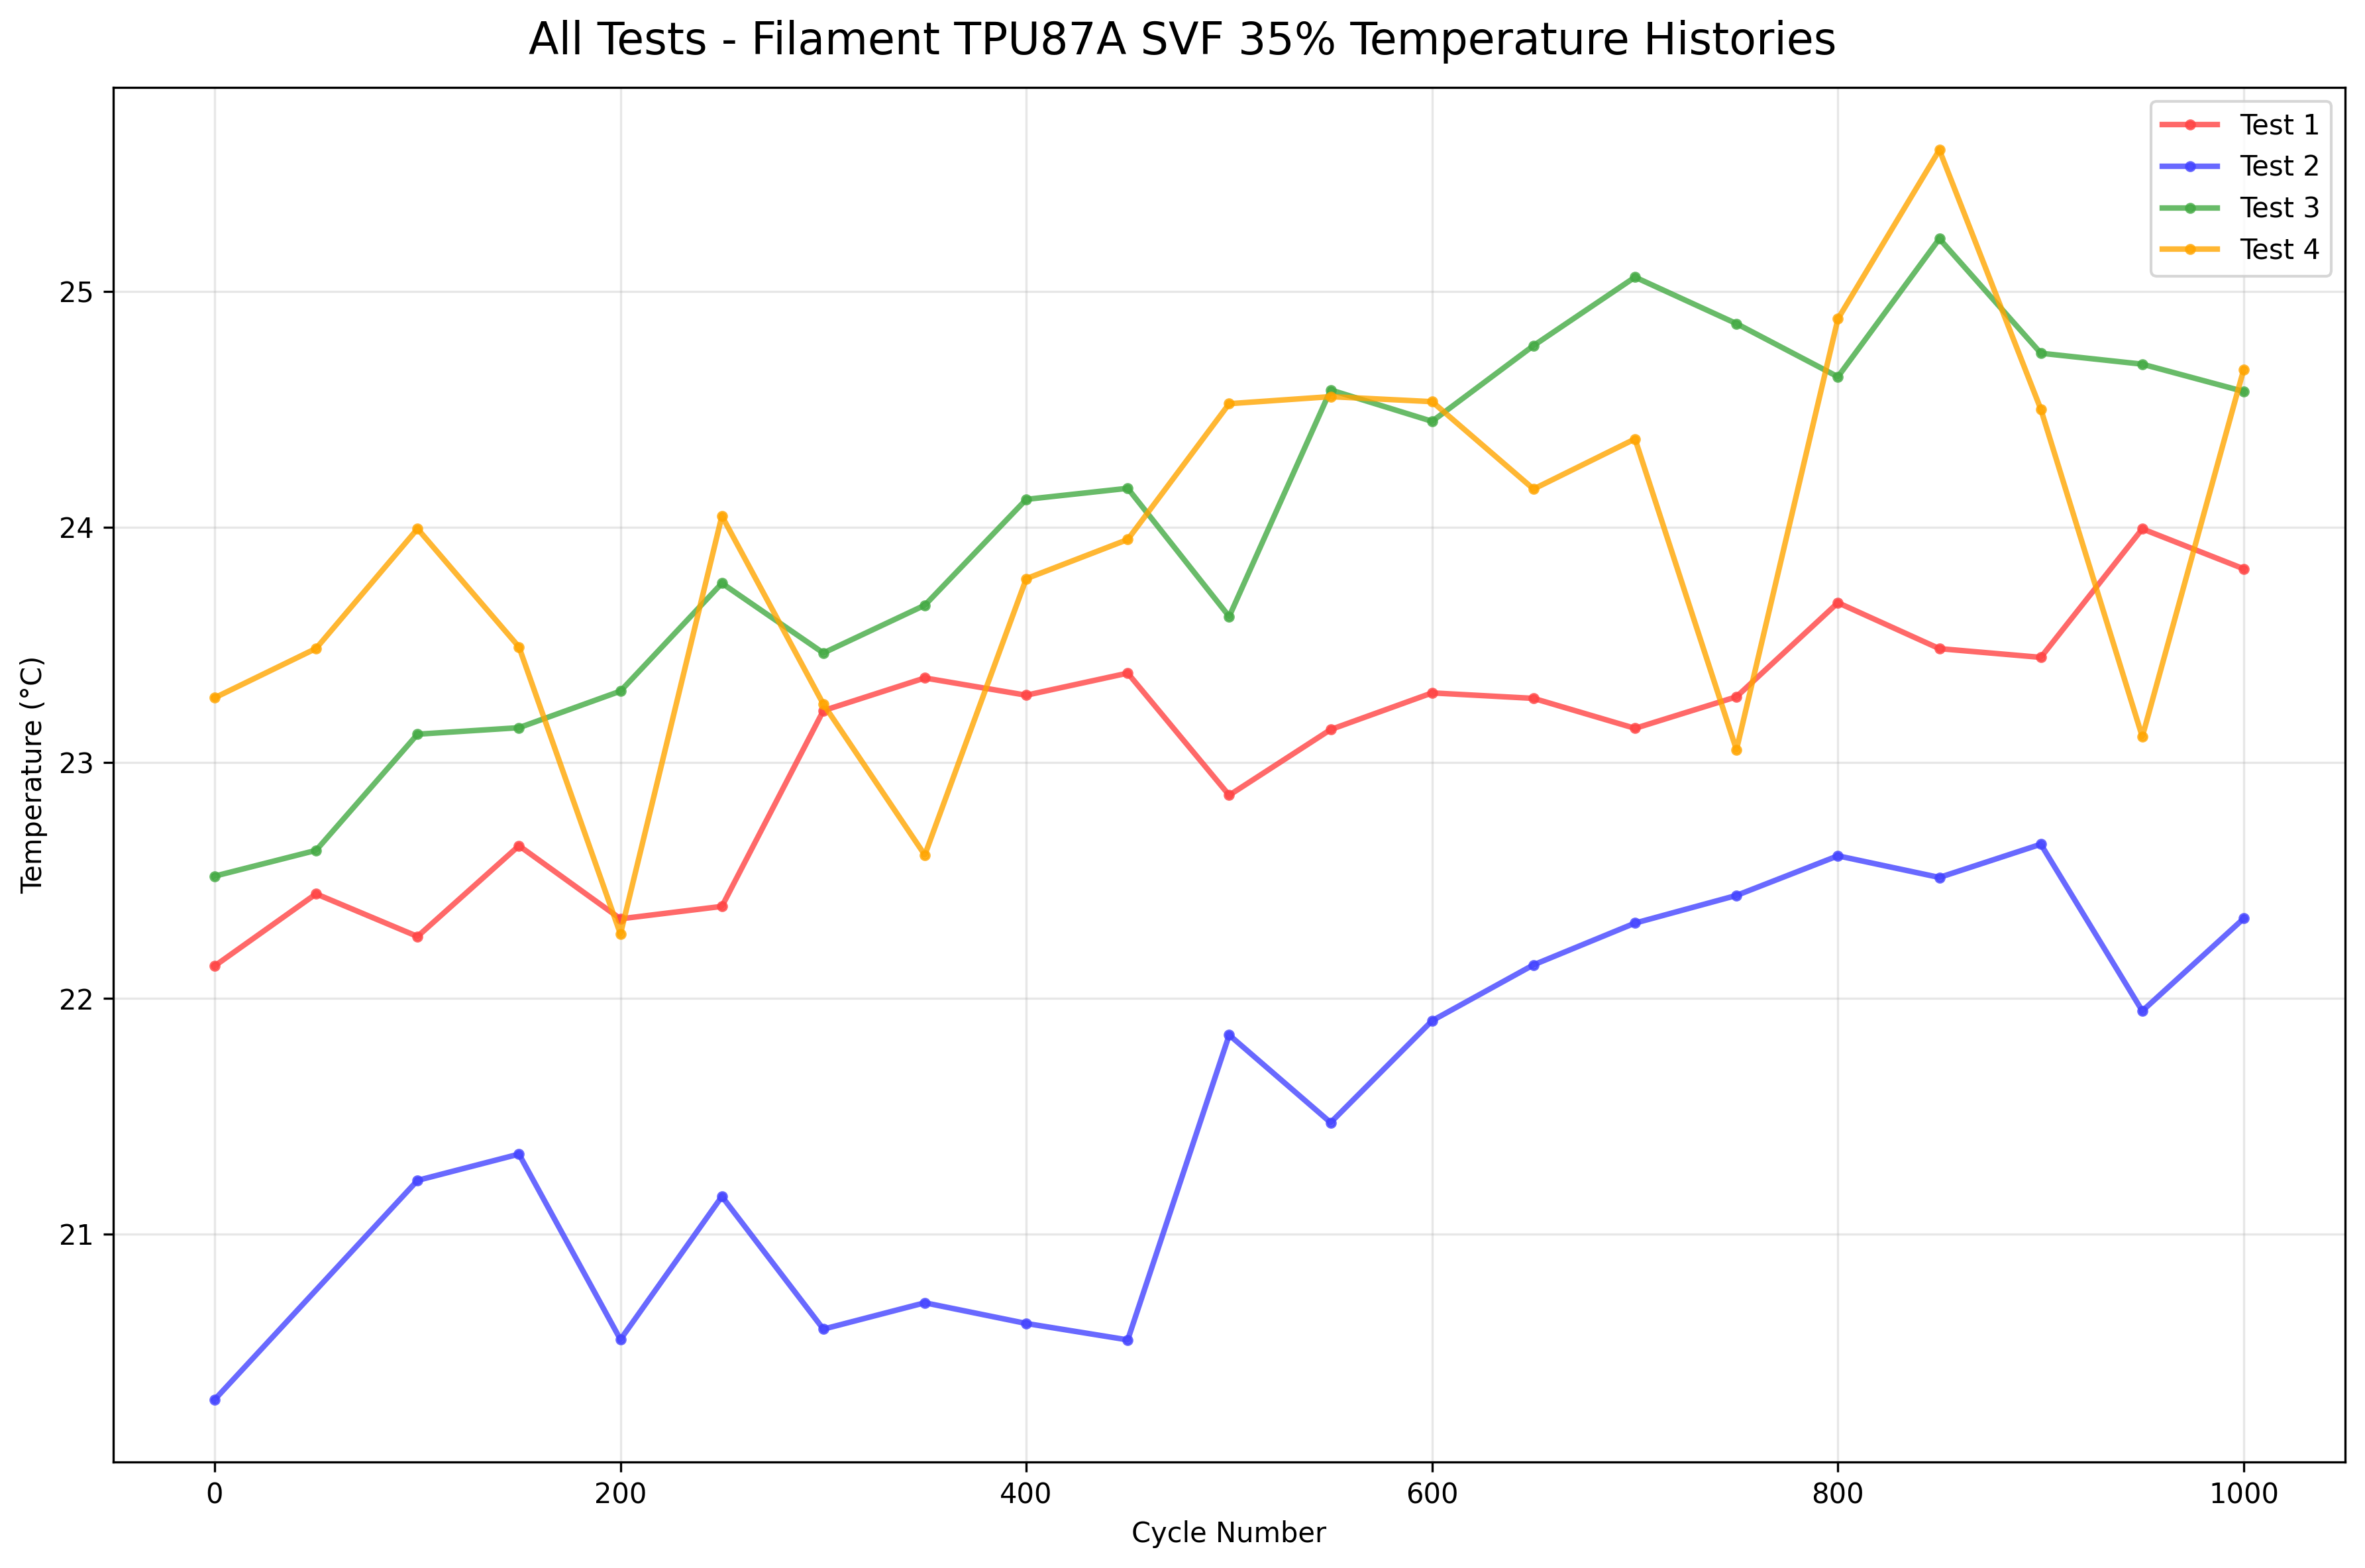 All Tests - Filament TPU87A SVF 35% Temperature Histories
Test 1
Test 2
Test 3
Test 4
25
24
23
22
21
Temperature (°C)
0 200 400 600 800 1000
Cycle Number